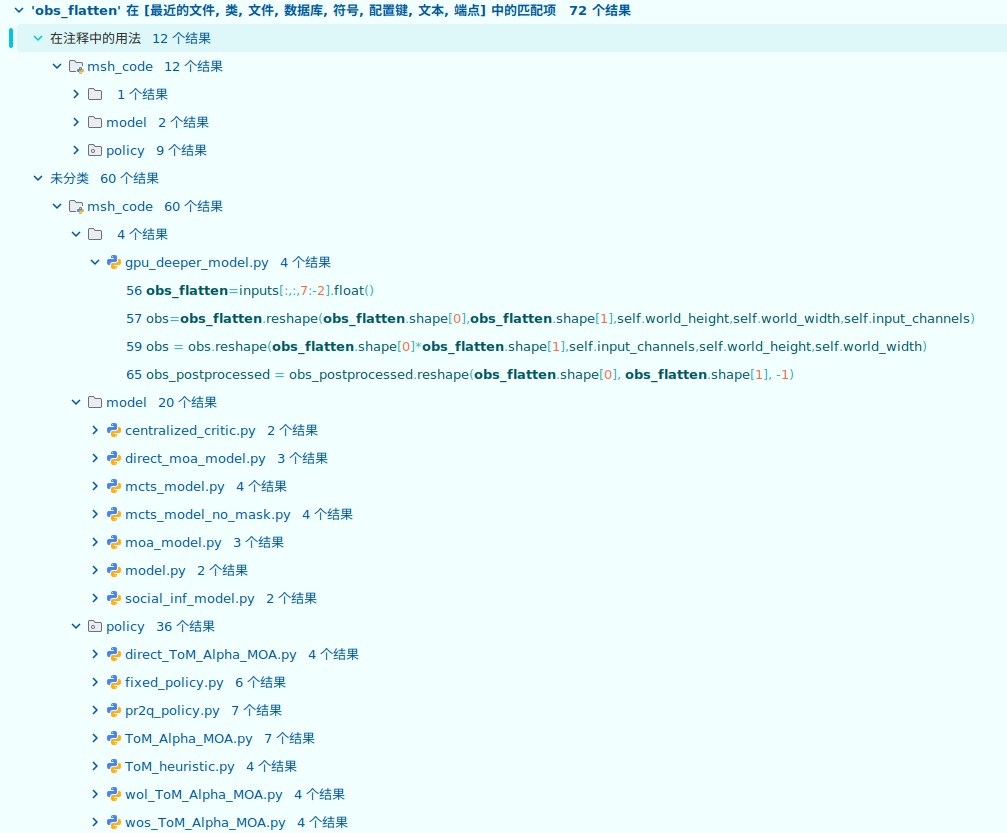 'obs_flatten' 在 [最近的文件, 类, 文件, 数据库, 符号, 配置键, 文本, 端点] 中的匹配项 72 个结果
在注释中的用法 12 个结果
msh_code 12 个结果
1 个结果
model 2 个结果
policy 9 个结果
未分类 60 个结果
msh_code 60 个结果
4 个结果
gpu_deeper_model.py 4 个结果
56 obs_flatten=inputs[:,:,7:-2].float()
57 obs=obs_flatten.reshape(obs_flatten.shape[0],obs_flatten.shape[1],self.world_height,self.world_width,self.input_channels)
59 obs = obs.reshape(obs_flatten.shape[0]*obs_flatten.shape[1],self.input_channels,self.world_height,self.world_width)
65 obs_postprocessed = obs_postprocessed.reshape(obs_flatten.shape[0], obs_flatten.shape[1], -1)
model 20 个结果
centralized_critic.py 2 个结果
direct_moa_model.py 3 个结果
mcts_model.py 4 个结果
mcts_model_no_mask.py 4 个结果
moa_model.py 3 个结果
model.py 2 个结果
social_inf_model.py 2 个结果
policy 36 个结果
direct_ToM_Alpha_MOA.py 4 个结果
fixed_policy.py 6 个结果
pr2q_policy.py 7 个结果
ToM_Alpha_MOA.py 7 个结果
ToM_heuristic.py 4 个结果
wol_ToM_Alpha_MOA.py 4 个结果
wos_ToM_Alpha_MOA.py 4 个结果